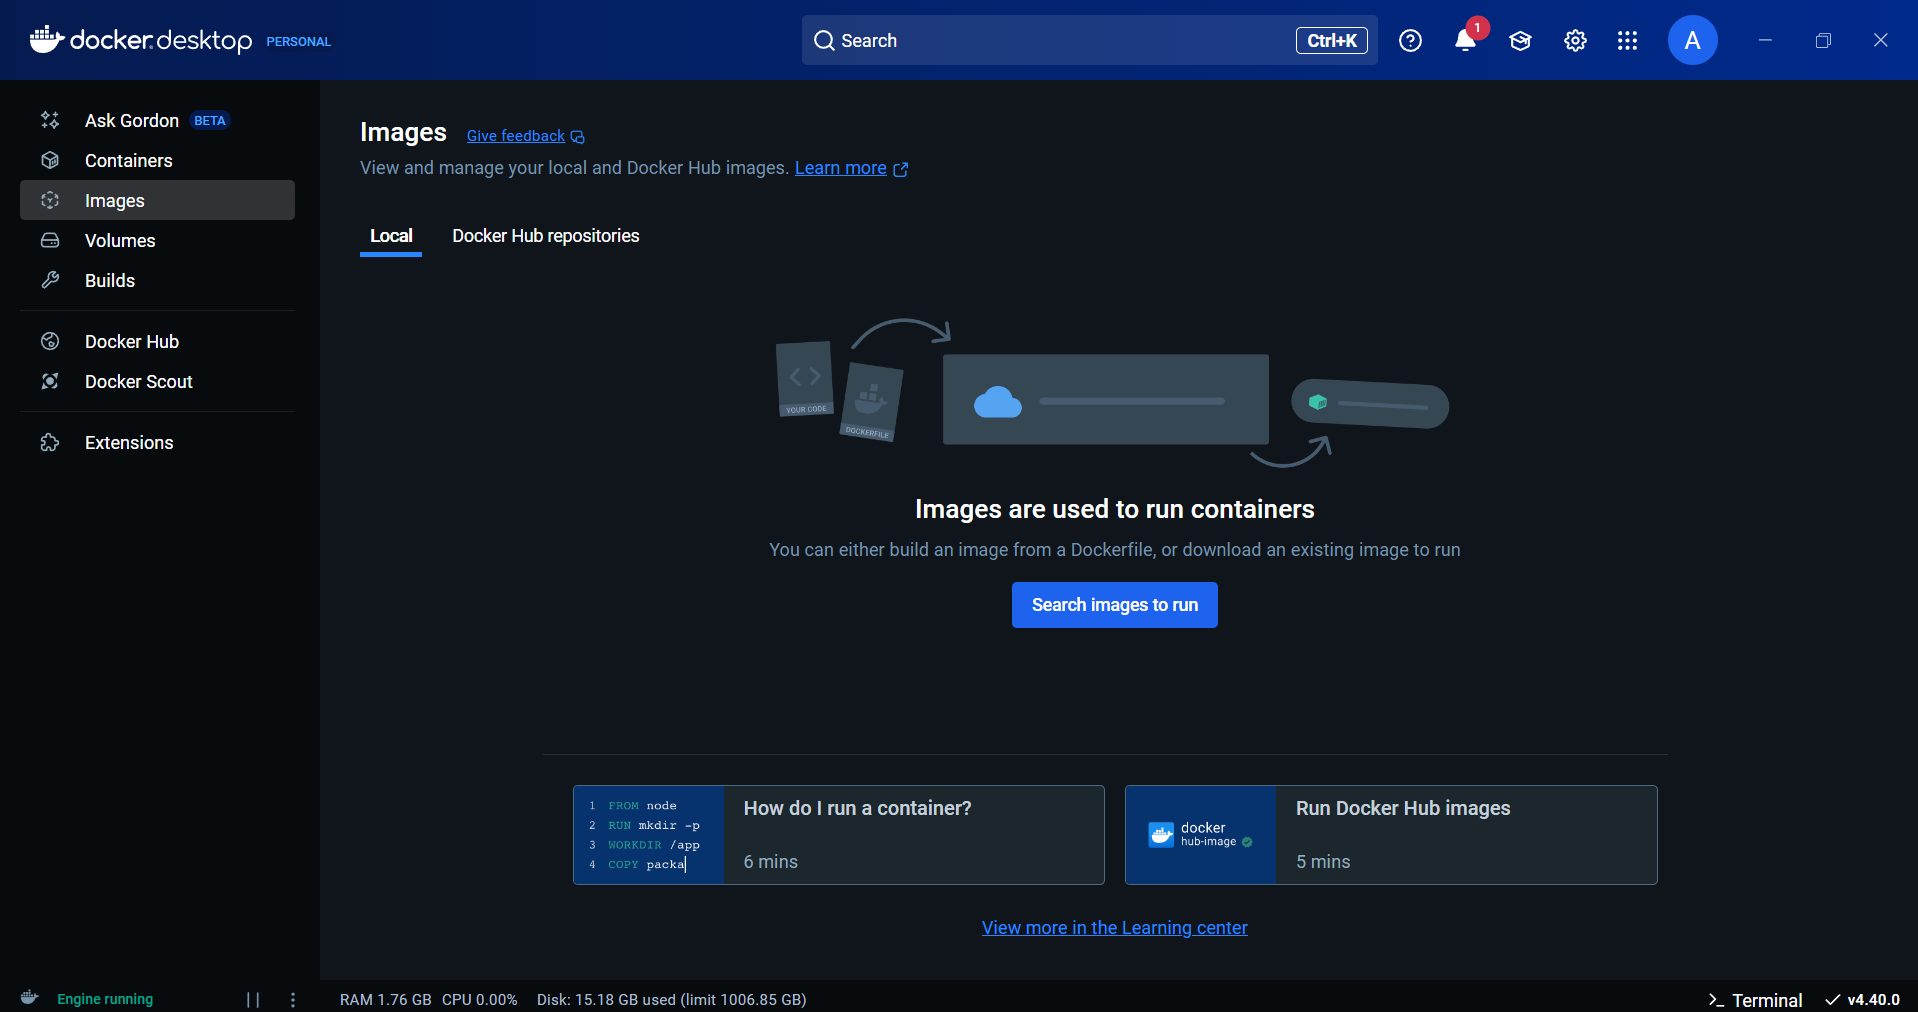 docker.desktop PERSONAL
Search Ctrl+K
1
A
Ask Gordon BETA
Containers
Images
Volumes
Builds
Docker Hub
Docker Scout
Extensions
Images Give feedback
View and manage your local and Docker Hub images. Learn more
Local Docker Hub repositories
YOUR CODE
DOCKERFILE
Images are used to run containers
You can either build an image from a Dockerfile, or download an existing image to run
Search images to run
1 FROM node
2 RUN mkdir -p
3 WORKDIR /app
4 COPY packa
How do I run a container?
6 mins
docker
hub-image
Run Docker Hub images
5 mins
View more in the Learning center
Engine running
RAM 1.76 GB CPU 0.00% Disk: 15.18 GB used (limit 1006.85 GB)
>_ Terminal v4.40.0